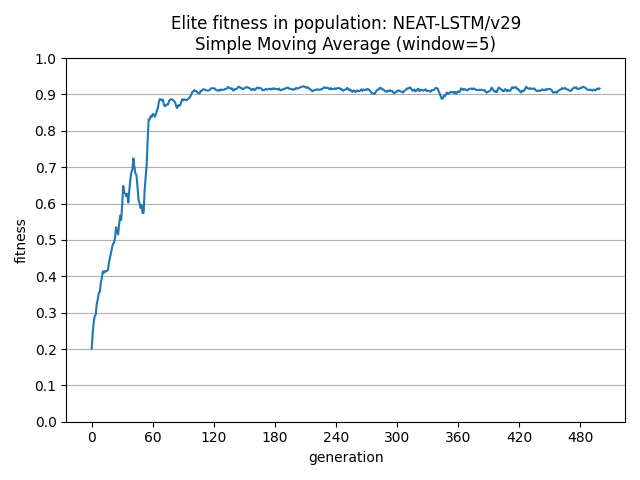 Elite fitness in population: NEAT-LSTM/v29
Simple Moving Average (window=5)
1.0
0.9
0.8
0.7
0.6
0.5
0.4
0.3
0.2
0.1
0.0
fitness
0 60 120 180 240 300 360 420 480
generation